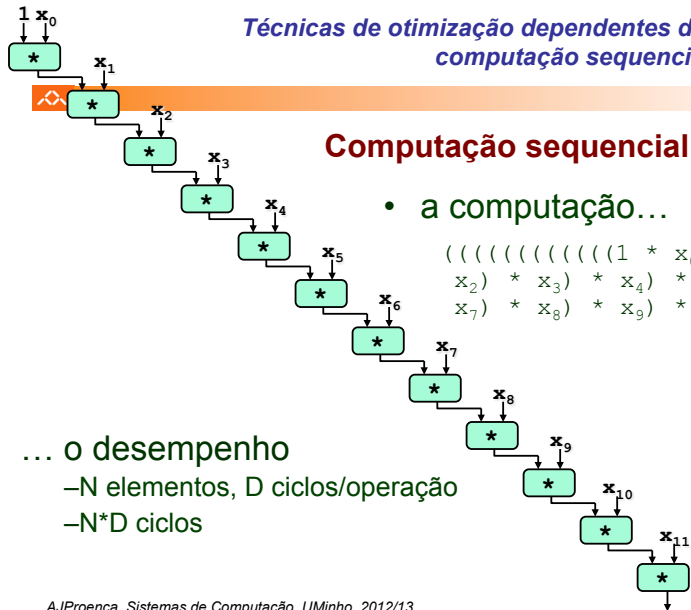 Técnicas de otimização dependentes d
computação sequenci
Computação sequencial
• a computação…
((((((((((((1 * x
x₂) * x₃) * x₄) *
x₇) * x₈) * x₉) *
1 x₀
*
x₁
*
x₂
*
x₃
*
x₄
*
x₅
*
x₆
*
x₇
*
x₈
*
x₉
*
x₁₀
*
x₁₁
*
… o desempenho
–N elementos, D ciclos/operação
–N*D ciclos
AJProença, Sistemas de Computação, UMinho, 2012/13